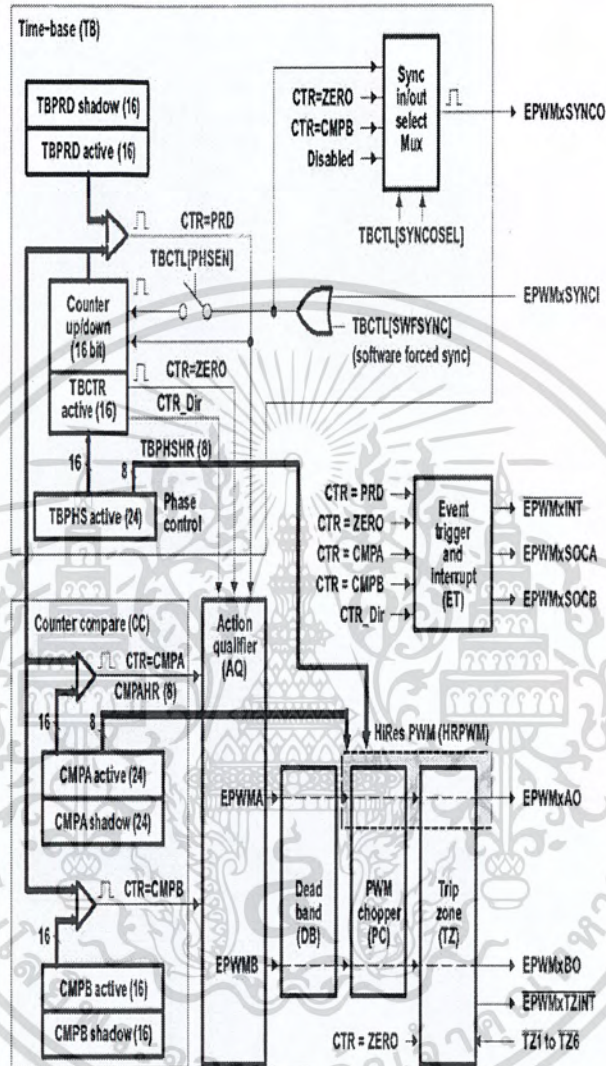 Time-base (TB)
TBPRD shadow (16)
TBPRD active (16)
CTR=ZERO
CTR=CMPB
Disabled
Sync
in/out
select
Mux
EPWMxSYNCO
TBCTL[SYNCOSEL]
CTR=PRD
TBCTL[PHSEN]
Counter
up/down
(16 bit)
TBCTR
active (16)
EPWMxSYNCI
TBCTL[SWFSYNC]
(software forced sync)
CTR=ZERO
CTR_Dir
16
8
TBPHSHR (8)
TBPHS active (24)
Phase
control
CTR = PRD
CTR = ZERO
CTR = CMPA
CTR = CMPB
CTR_Dir
Event
trigger
and
interrupt
(ET)
EPWMxINT
EPWMxSOCA
EPWMxSOCB
Counter compare (CC)
Action
qualifier
(AQ)
CTR=CMPA
CMPAHR (8)
16
8
HiRes PWM (HRPWM)
CMPA active (24)
CMPA shadow (24)
EPWMA
EPWMxAO
CTR=CMPB
16
Dead
band
(DB)
PWM
chopper
(PC)
Trip
zone
(TZ)
CMPB active (16)
CMPB shadow (16)
EPWMB
EPWMxBO
EPWMxTZINT
CTR = ZERO
TZ1 to TZ6